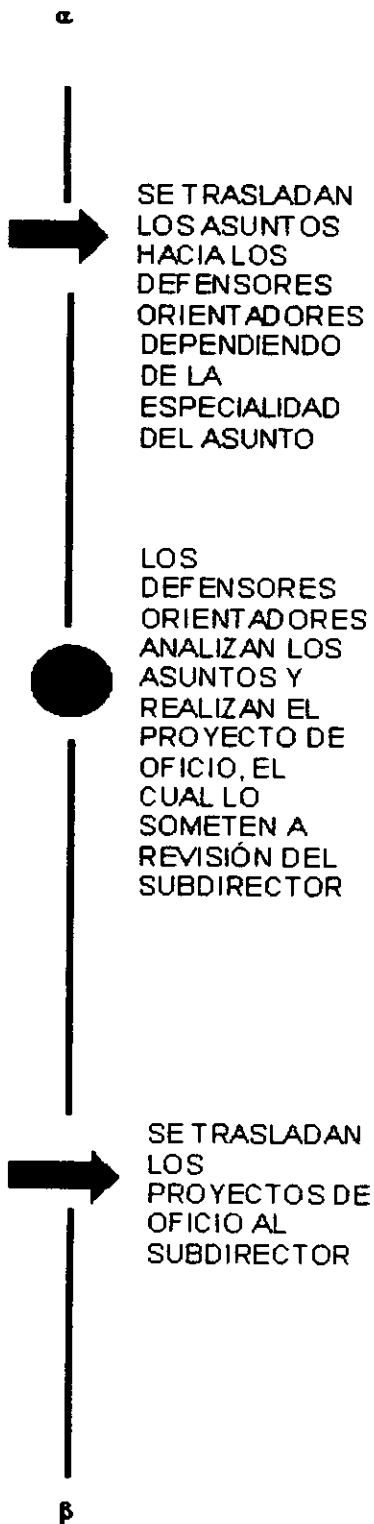 α
SE TRASLADAN
LOS ASUNTOS
HACIA LOS
DEFENSORES
ORIENTADORES
DEPENDIENDO
DE LA
ESPECIALIDAD
DEL ASUNTO
LOS
DEFENSORES
ORIENTADORES
ANALIZAN LOS
ASUNTOS Y
REALIZAN EL
PROYECTO DE
OFICIO, EL
CUAL LO
SOMETEN A
REVISIÓN DEL
SUBDIRECTOR
SE TRASLADAN
LOS
PROYECTOS DE
OFICIO AL
SUBDIRECTOR
β